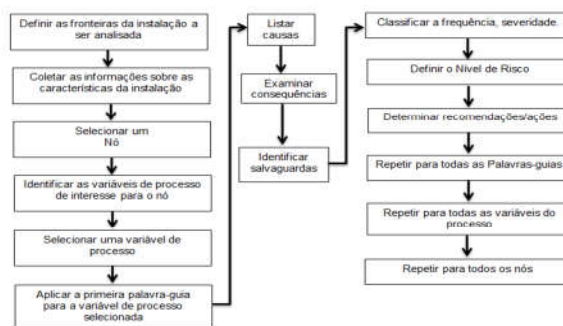 Definir as fronteiras da instalação a
ser analisada
Coletar as informações sobre as
características da instalação
Selecionar um
Nó
Identificar as variáveis de processo
de interesse para o nó
Selecionar uma variável de
processo
Aplicar a primeira palavra-guia
para a variável de processo
selecionada
Listar
causas
Examinar
consequências
Identificar
salvaguardas
Classificar a frequência, severidade.
Definir o Nível de Risco
Determinar recomendações/ações
Repetir para todas as Palavras-guias
Repetir para todas as variáveis do
processo
Repetir para todos os nós